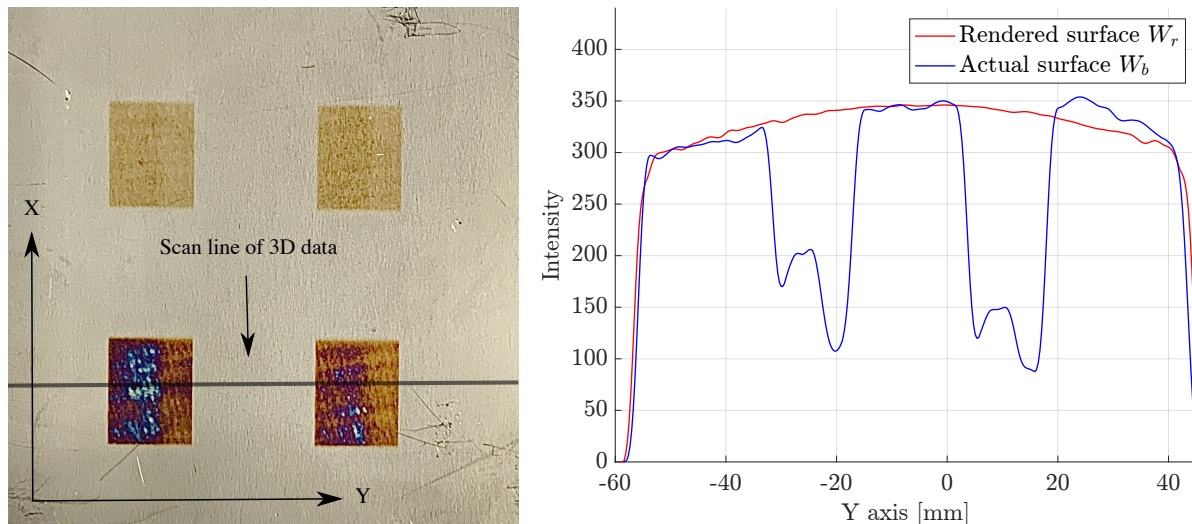 X
Scan line of 3D data
Y
Rendered surface W_r
Actual surface W_b
400
350
300
250
200
150
100
50
0
Intensity
-60 -40 -20 0 20 40
Y axis [mm]